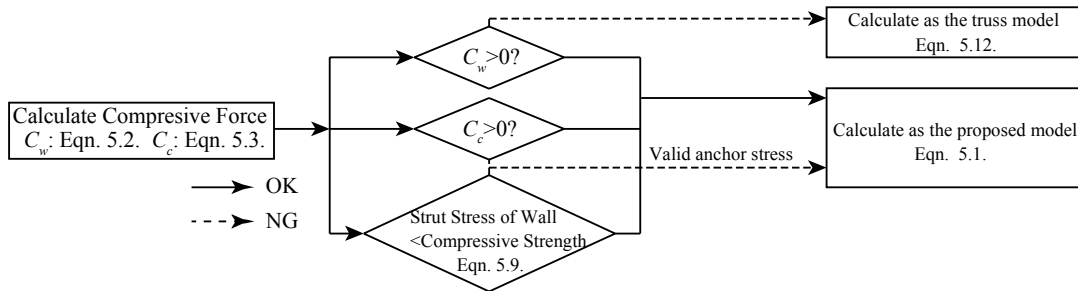 Calculate Compresive Force
C_w: Eqn. 5.2. C_c: Eqn. 5.3.
OK
NG
C_w>0?
C_c>0?
Strut Stress of Wall
<Compressive Strength
Eqn. 5.9.
Valid anchor stress
Calculate as the truss model
Eqn. 5.12.
Calculate as the proposed model
Eqn. 5.1.